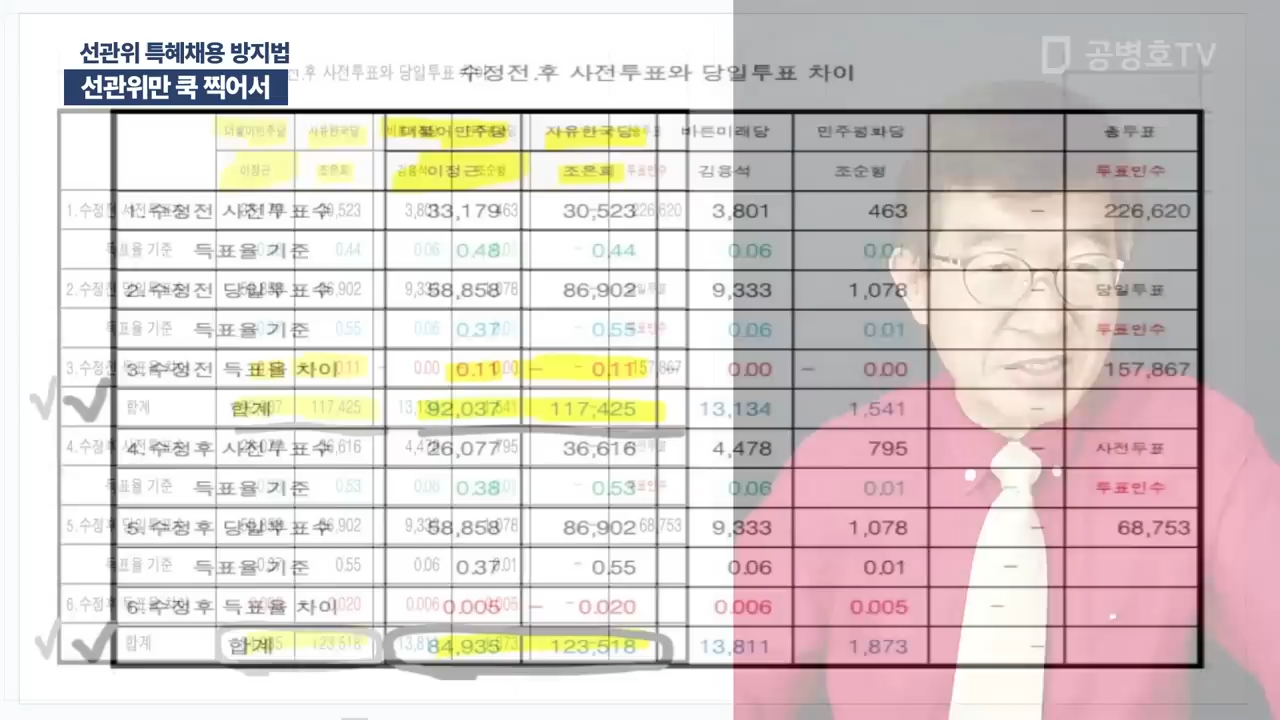 선관위 특혜채용 방지법
선관위만 쿡 찍어서
공병호TV
수정전.후 사전투표와 당일투표 차이
더불어민주당 자유한국당 바른미래당 민주평화당 총투표
이정근 조은희 김용석 조순형 투표인수
1. 수정전 사전투표수 33,179 30,523 3,801 463 – 226,620
득표율 기준 0.48 0.44 0.06 0.01
2. 수정전 당일투표수 58,858 86,902 9,333 1,078 – 당일투표
득표율 기준 0.37 0.55 0.06 0.01 – 투표인수
3. 수정전 득표율 차이 0.11 – 0.11 0.00 – 0.00 – 157,867
합계 92,037 117,425 13,134 1,541 –
4. 수정후 사전투표수 26,077 36,616 4,478 795 – 사전투표
득표율 기준 0.38 0.53 0.06 0.01 – 투표인수
5. 수정후 당일투표수 58,858 86,902 9,333 1,078 – 68,753
득표율 기준 0.37 0.55 0.06 0.01 –
6. 수정후 득표율 차이 0.005 – 0.020 0.006 0.005 –
합계 84,935 123,518 13,811 1,873 –